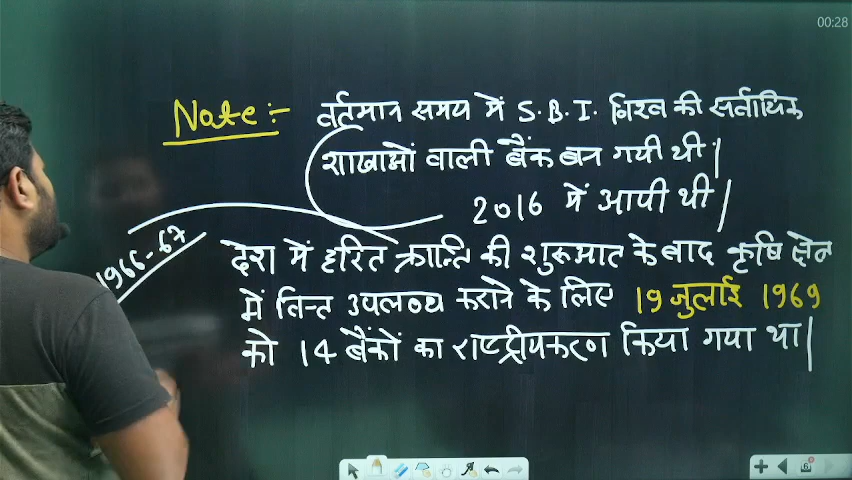 00:28
Note:- वर्तमान समय में S.B.I. विश्व की सर्वाधिक
शाखाओं वाली बैंक बन गयी थी|
2016 में आयी थी|
1966-67
देश में हरित क्रान्ति की शुरूआत के बाद कृषि क्षेत्र
में वित्त उपलब्ध कराने के लिए 19 जुलाई 1969
को 14 बैंकों का राष्ट्रीयकरण किया गया था|